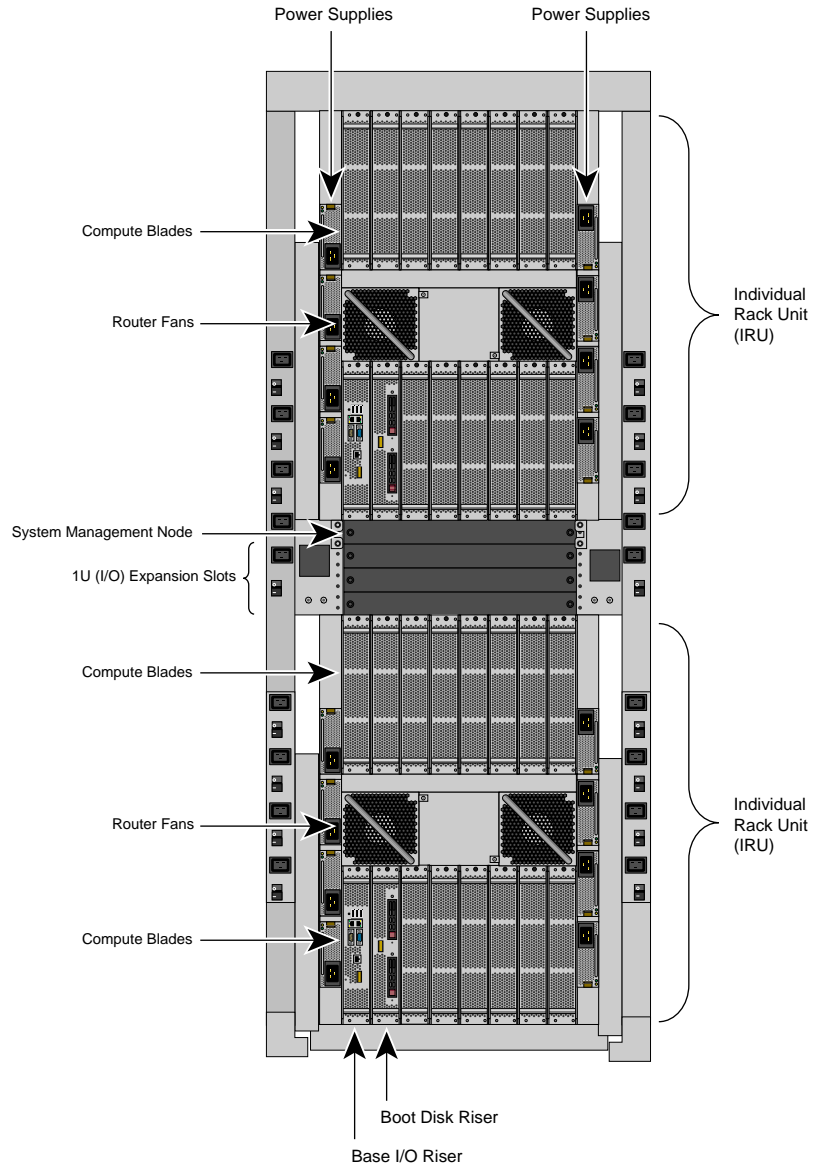 Power Supplies
Power Supplies
Compute Blades
Router Fans
Individual
Rack Unit
(IRU)
System Management Node
1U (I/O) Expansion Slots
Compute Blades
Router Fans
Individual
Rack Unit
(IRU)
Compute Blades
Boot Disk Riser
Base I/O Riser